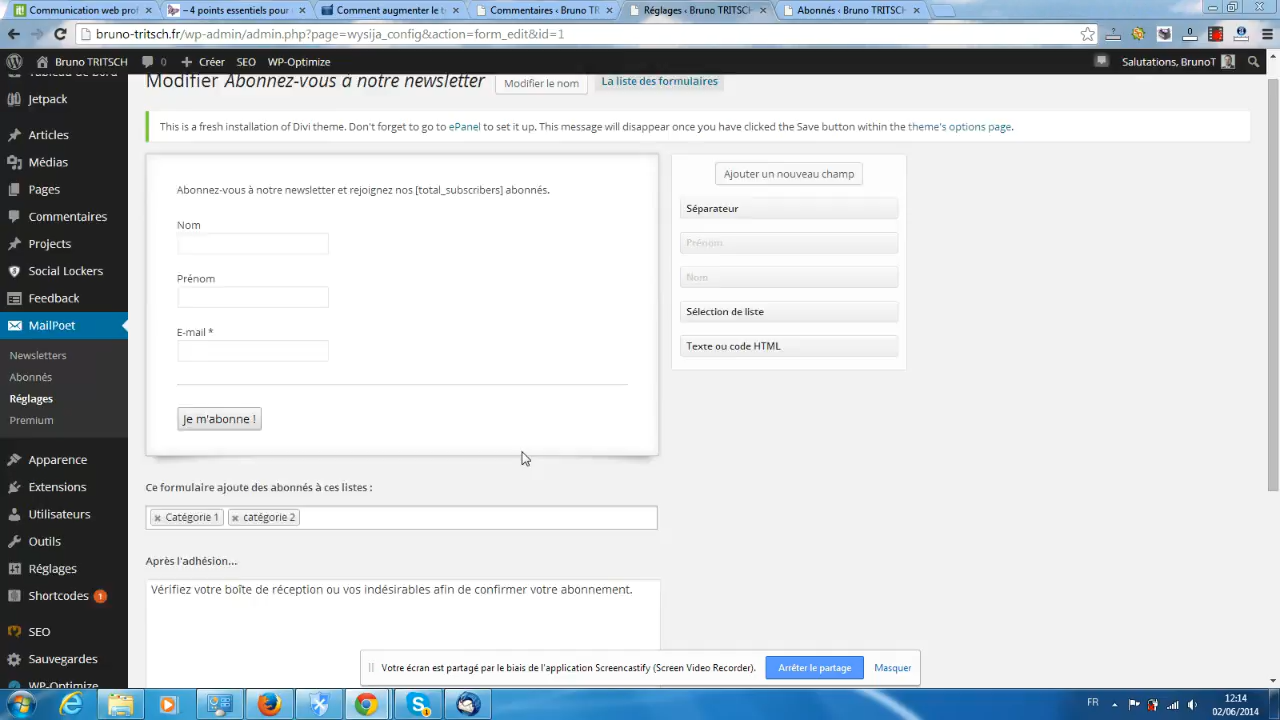 Communication web prof
4 points essentiels pour
Comment augmenter le t
Commentaires ‹ Bruno TR
Réglages ‹ Bruno TRITSCH
Abonnés ‹ Bruno TRITSCH
bruno-tritsch.fr/wp-admin/admin.php?page=wysija_config&action=form_edit&id=1
Bruno TRITSCH
0
Créer
SEO
WP-Optimize
Salutations, BrunoT
Tableau de bord
Modifier Abonnez-vous à notre newsletter
Modifier le nom
La liste des formulaires
Jetpack
This is a fresh installation of Divi theme. Don't forget to go to ePanel to set it up. This message will disappear once you have clicked the Save button within the theme's options page.
Articles
Médias
Pages
Commentaires
Projects
Social Lockers
Feedback
MailPoet
Newsletters
Abonnés
Réglages
Premium
Apparence
Extensions
Utilisateurs
Outils
Réglages
Shortcodes 1
SEO
Sauvegardes
WP-Optimize
Abonnez-vous à notre newsletter et rejoignez nos [total_subscribers] abonnés.
Nom
Prénom
E-mail *
Je m'abonne !
Ajouter un nouveau champ
Séparateur
Prénom
Nom
Sélection de liste
Texte ou code HTML
Ce formulaire ajoute des abonnés à ces listes :
Catégorie 1
catégorie 2
Après l'adhésion...
Vérifiez votre boîte de réception ou vos indésirables afin de confirmer votre abonnement.
Votre écran est partagé par le biais de l'application Screencastify (Screen Video Recorder).
Arrêter le partage
Masquer
FR
12:14
02/06/2014